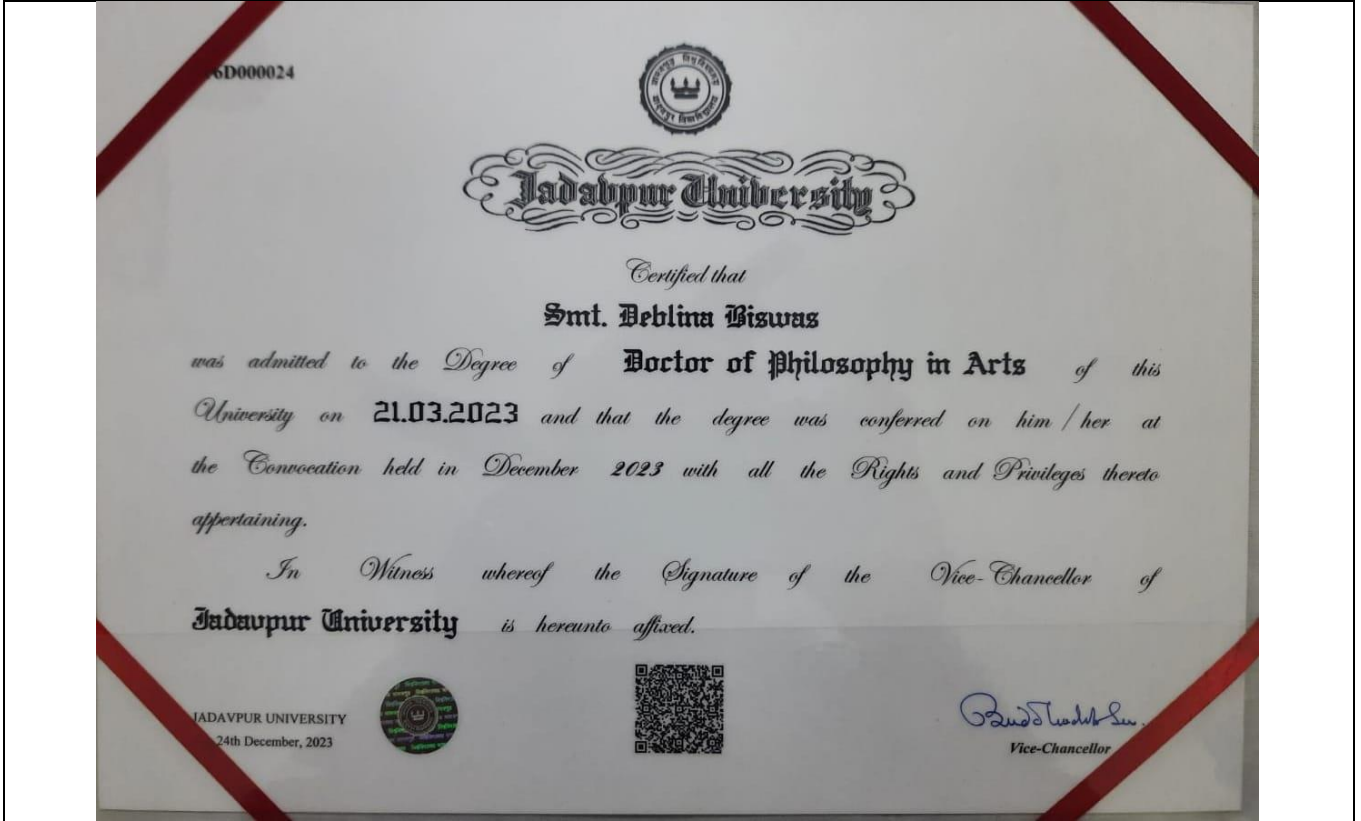 6D000024
যাদবপুর বিশ্ববিদ্যালয়
Jadavpur University
Certified that
Smt. Deblina Biswas
was admitted to the Degree of Doctor of Philosophy in Arts of this
University on 21.03.2023 and that the degree was conferred on him / her at
the Convocation held in December 2023 with all the Rights and Privileges thereto
appertaining.
In Witness whereof the Signature of the Vice-Chancellor of
Jadavpur University is hereunto affixed.
JADAVPUR UNIVERSITY
24th December, 2023
Vice-Chancellor